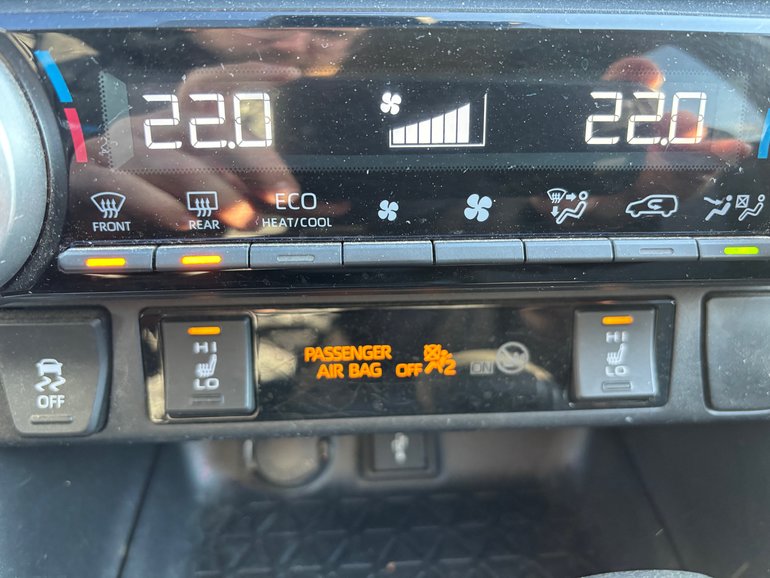 22.0 22.0
FRONT REAR ECO
HEAT/COOL
HI
LO
PASSENGER
AIR BAG OFF 2 ON
HI
LO
OFF